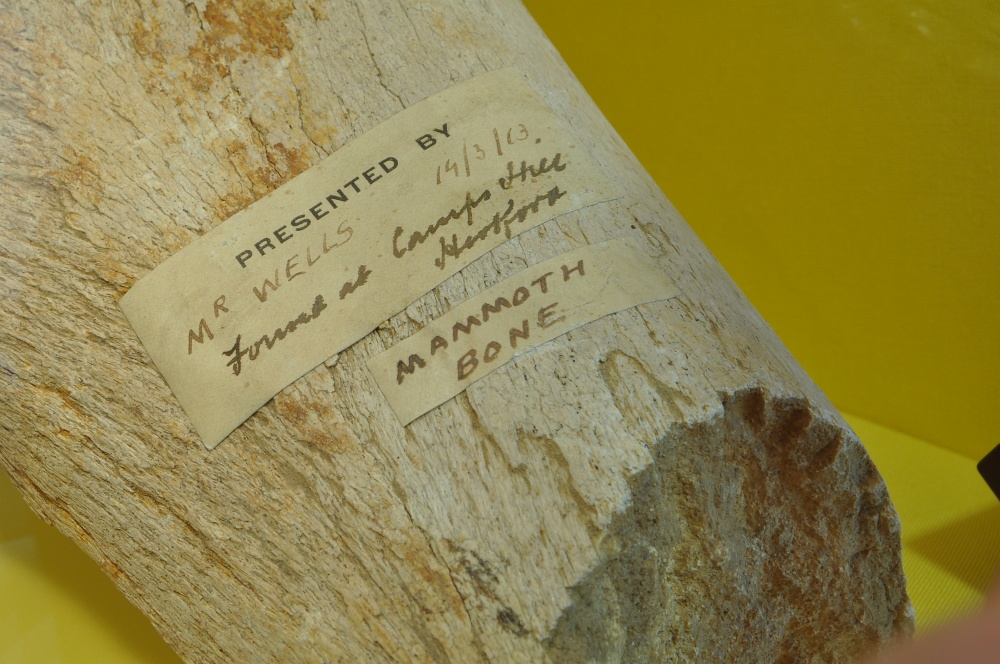 PRESENTED BY
MR WELLS 14/3/13.
Found at Camps Hill
Hertford
MAMMOTH
BONE